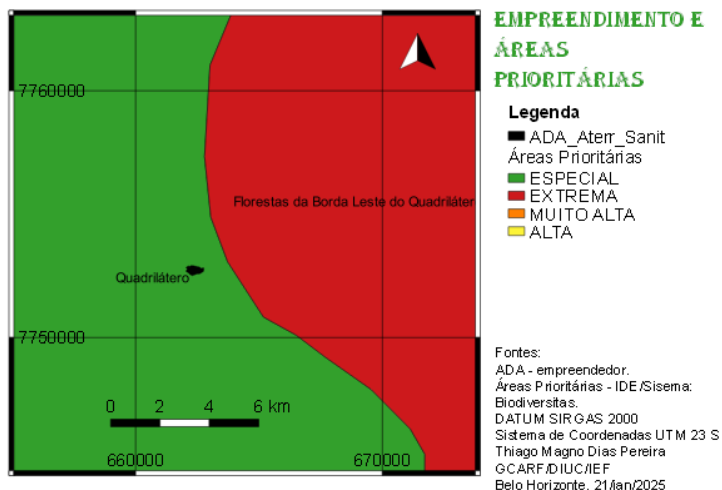 EMPREENDIMENTO E
ÁREAS
PRIORITÁRIAS
Legenda
ADA_Aterr_Sanit
Áreas Prioritárias
ESPECIAL
EXTREMA
MUITO ALTA
ALTA
7760000
Florestas da Borda Leste do Quadriláter
Quadrilátero
7750000
0 2 4 6 km
660000 670000
Fontes:
ADA - empreendedor.
Áreas Prioritárias - IDE/Sisema:
Biodiversitas.
DATUM SIRGAS 2000
Sistema de Coordenadas UTM 23 S
Thiago Magno Dias Pereira
GCARF/DIUC/IEF
Belo Horizonte, 21/jan/2025